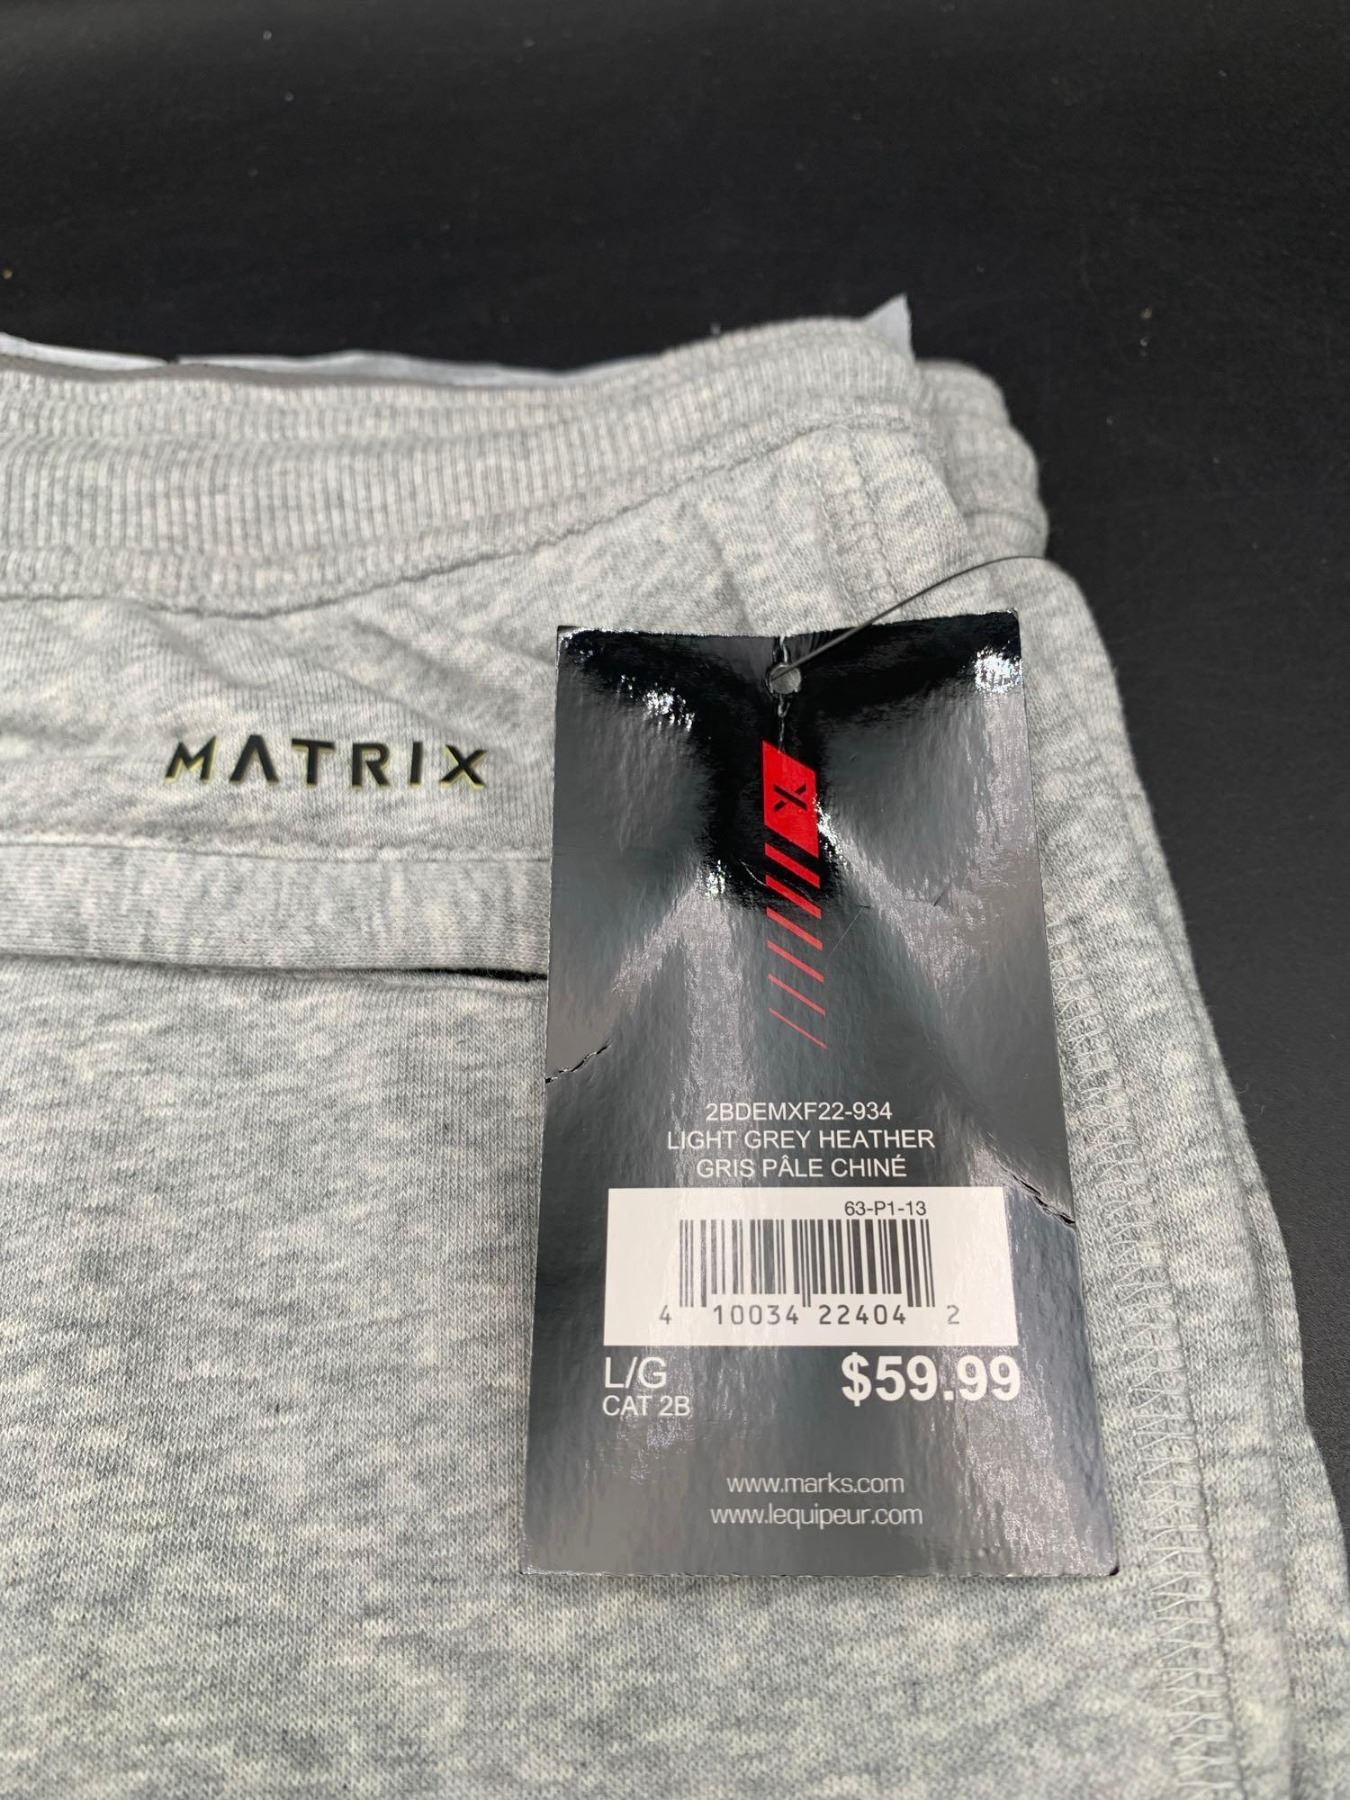 MATRIX
X
2BDEMXF22-934
LIGHT GREY HEATHER
GRIS PÂLE CHINÉ
63-P1-13
4 10034 22404 2
L/G
$59.99
CAT 2B
www.marks.com
www.lequipeur.com